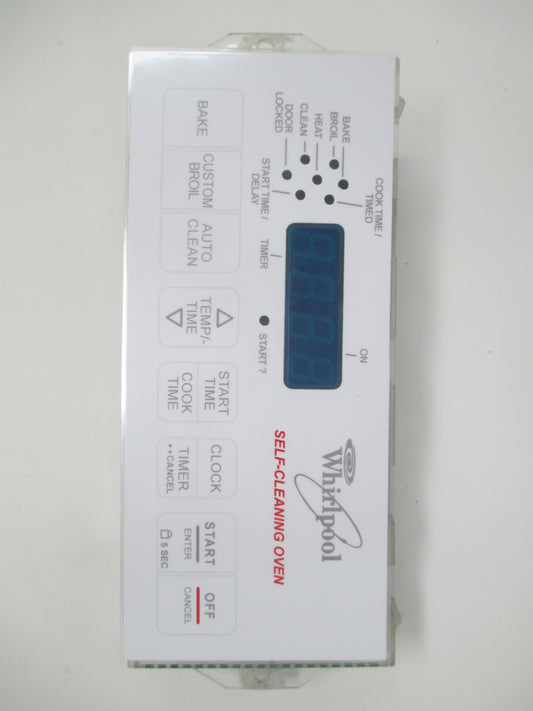 COOK TIME /
TIMED
BAKE
BROIL
HEAT
CLEAN
DOOR
LOCKED
START TIME /
DELAY
TIMER
ON
START ?
Whirlpool
SELF-CLEANING OVEN
BAKE
CUSTOM
BROIL
AUTO
CLEAN
TEMP/-
TIME
START
TIME
COOK
TIME
CLOCK
TIMER
**CANCEL
START
ENTER
5 SEC
OFF
CANCEL